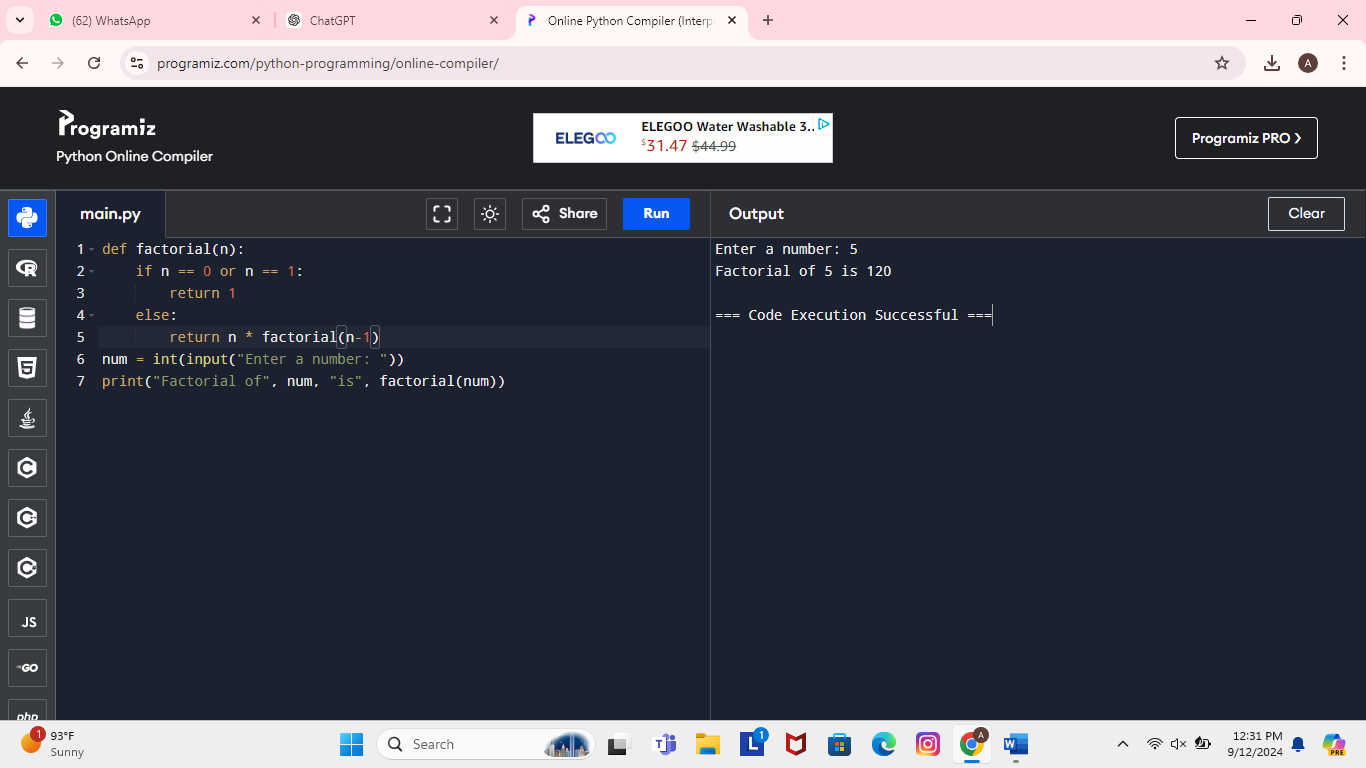 (62) WhatsApp
ChatGPT
Online Python Compiler (Interp
programiz.com/python-programming/online-compiler/
A
Programiz
Python Online Compiler
ELEGOO
ELEGOO Water Washable 3..
$31.47 $44.99
Programiz PRO
main.py
Share
Run
Output
Clear
1 def factorial(n):
2 if n == 0 or n == 1:
3 return 1
4 else:
5 return n * factorial(n-1)
6 num = int(input("Enter a number: "))
7 print("Factorial of", num, "is", factorial(num))
Enter a number: 5
Factorial of 5 is 120
=== Code Execution Successful ===
R
5
C
C
C
JS
GO
php
1
93°F
Sunny
Search
T
L
1
A
W
12:31 PM
9/12/2024
PRE